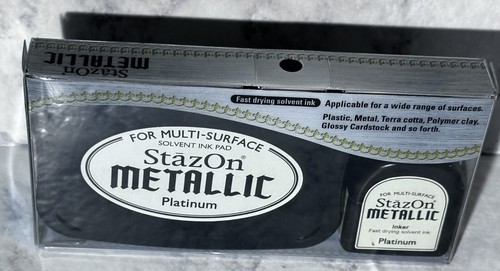 StazOn
METALLIC
Fast drying solvent ink
Applicable for a wide range of surfaces.
Plastic, Metal, Terra cotta, Polymer clay,
Glossy Cardstock and so forth.
FOR MULTI-SURFACE
SOLVENT INK PAD
StāzOn®
METALLIC
Platinum
FOR MULTI-SURFACE
StāzOn®
METALLIC
Inker
Fast drying solvent ink
Platinum